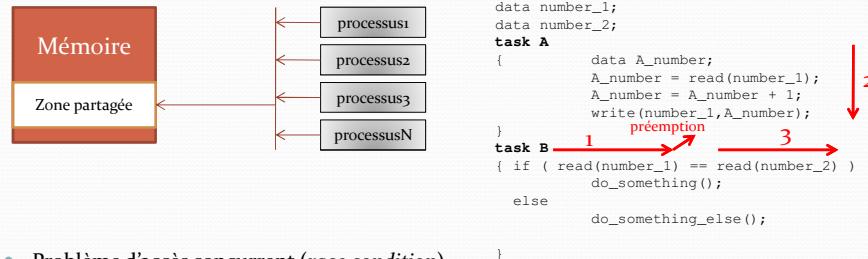 Mémoire
Zone partagée
processus1
processus2
processus3
processusN
data number_1;
data number_2;
task A
{ data A_number;
A_number = read(number_1);
A_number = A_number + 1;
write(number_1,A_number);
}
2
préemption
task B 1 3
{ if ( read(number_1) == read(number_2) )
do_something();
else
do_something_else();
}
• Problème d'accès concurrent (race condition)